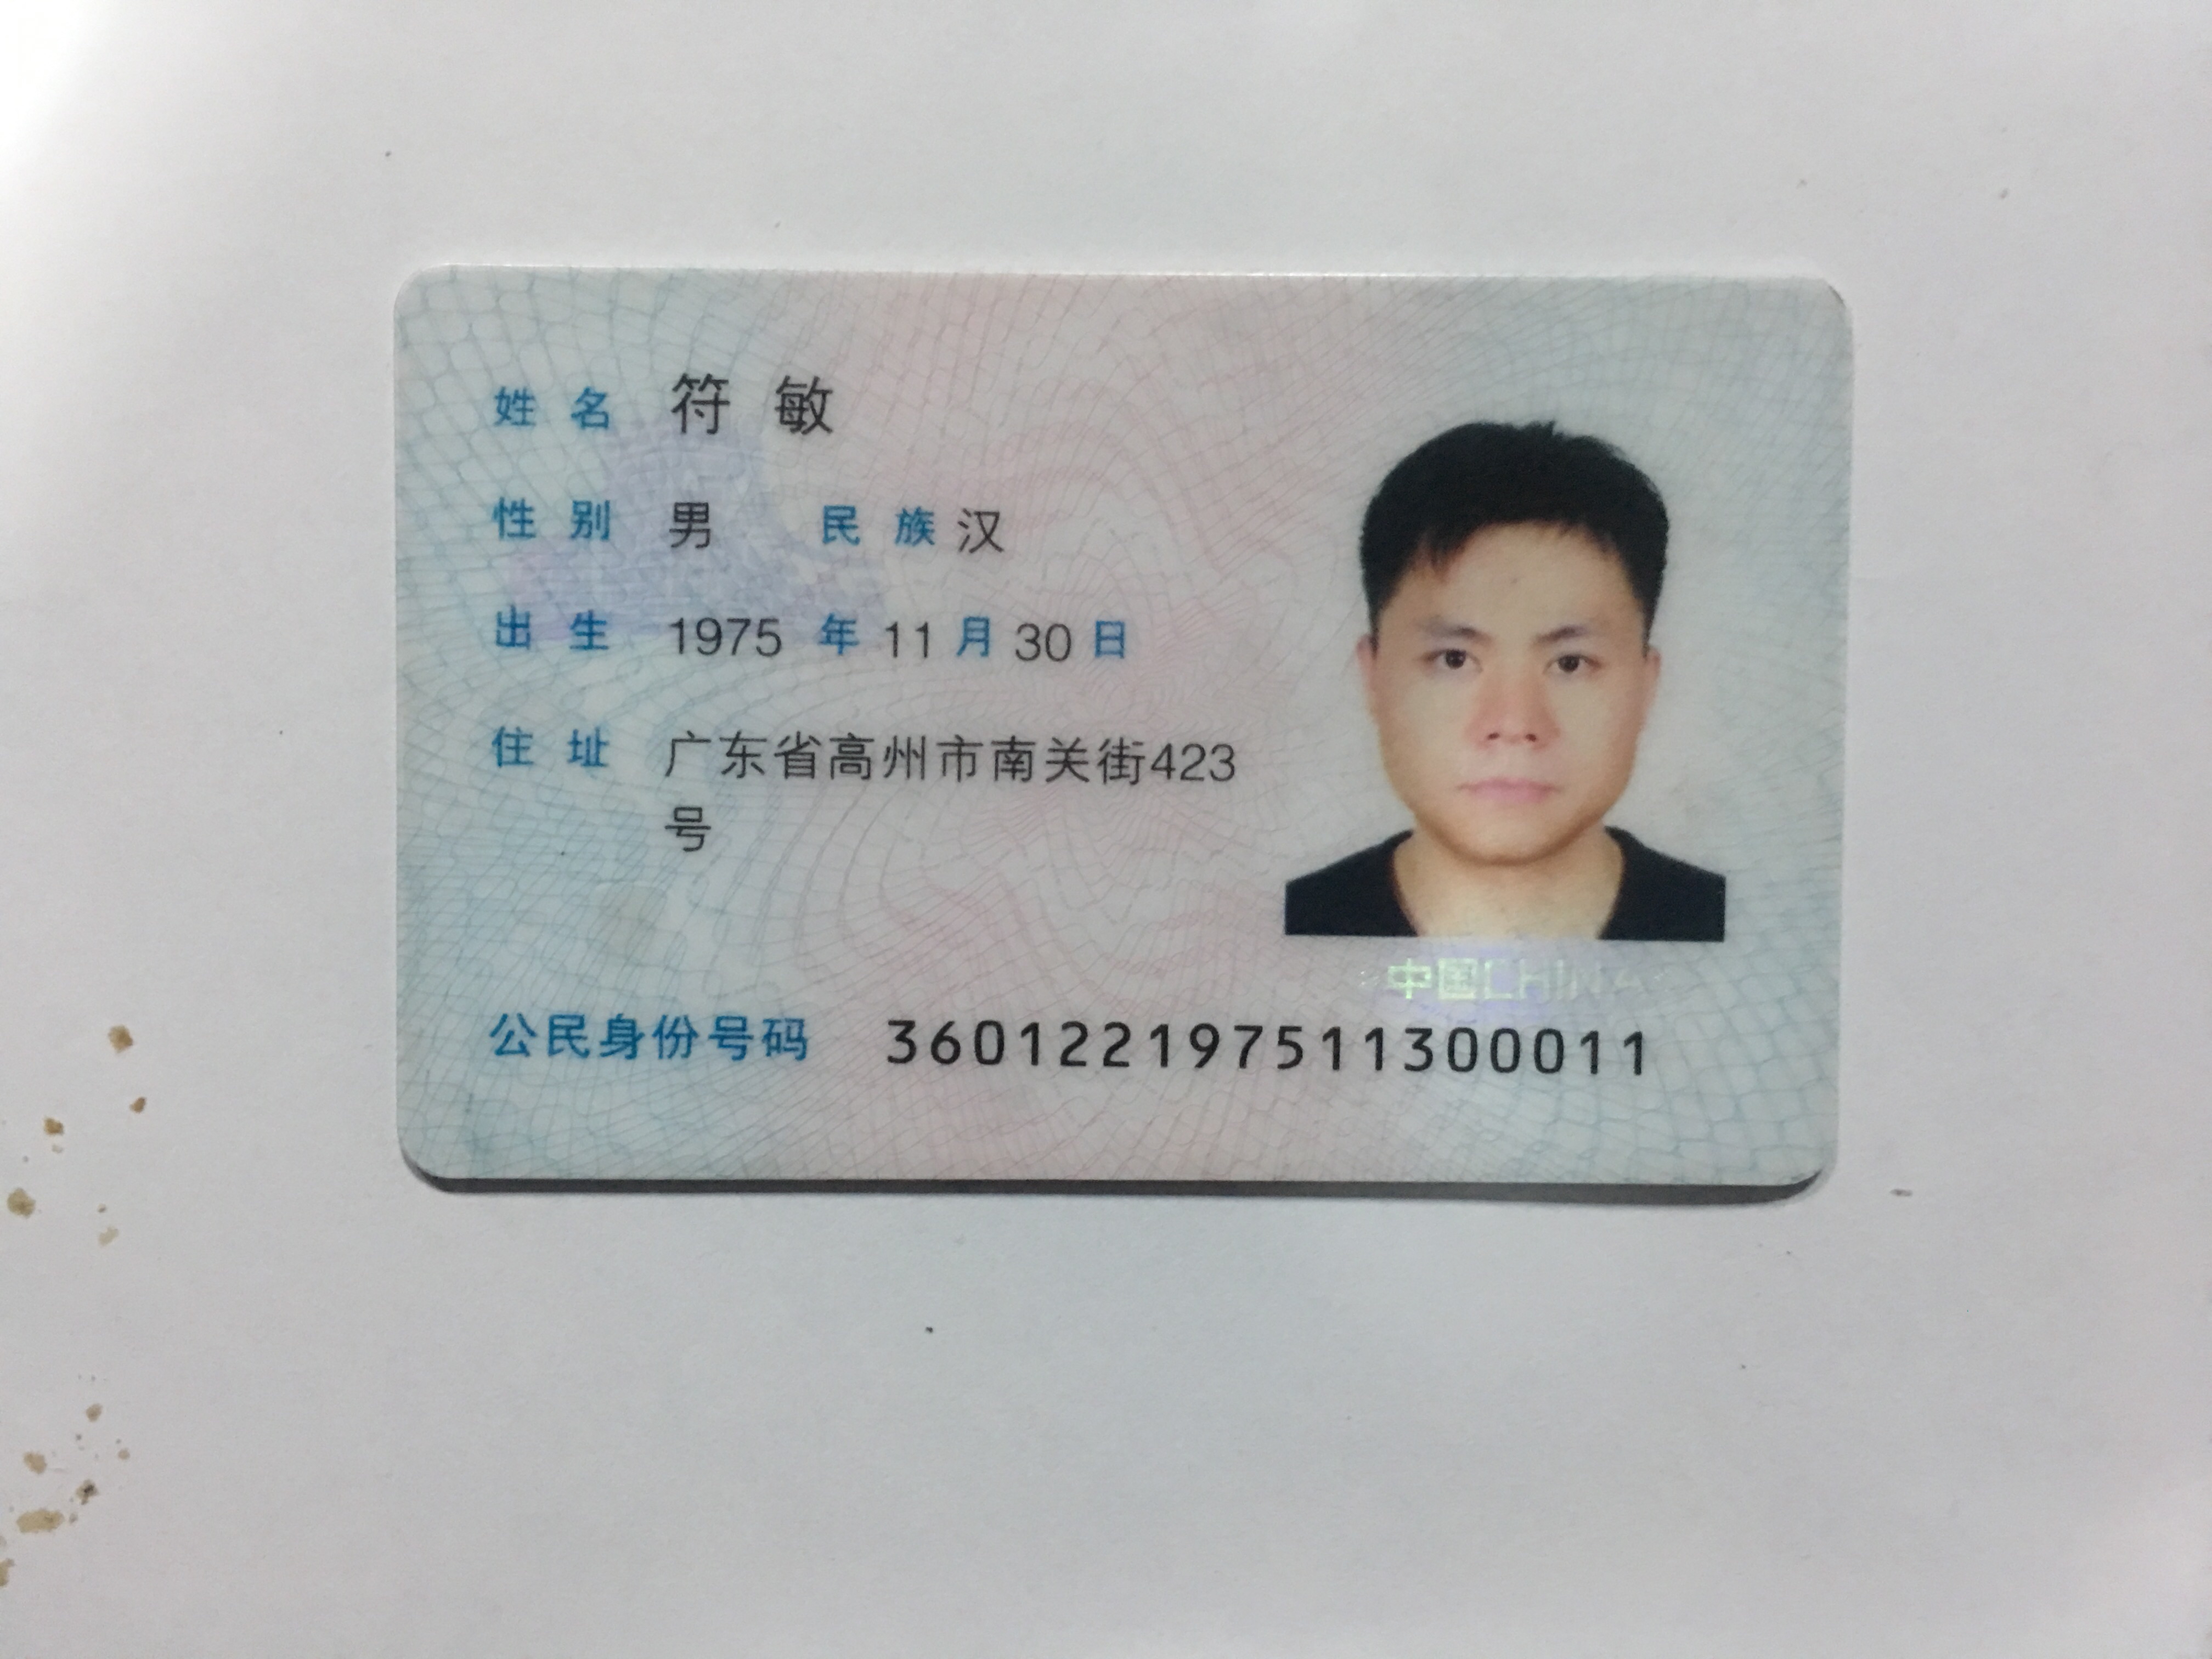 姓名 符敏
性别 男 民族 汉
出生 1975 年 11 月 30 日
住址 广东省高州市南关街423
号
中国CHINA
公民身份号码 360122197511300011